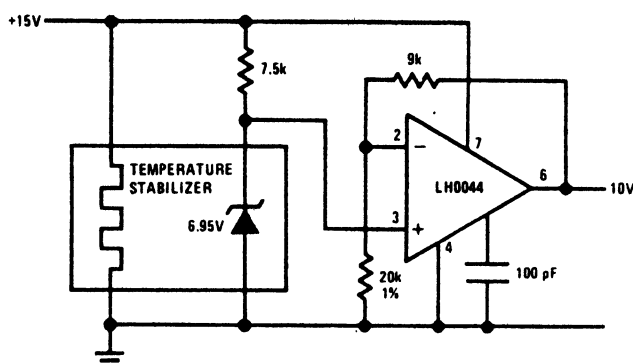 +15V
7.5k
9k
TEMPERATURE
STABILIZER
6.95V
2
7
−
LH0044
6
10V
3
+
4
20k
1%
100 pF